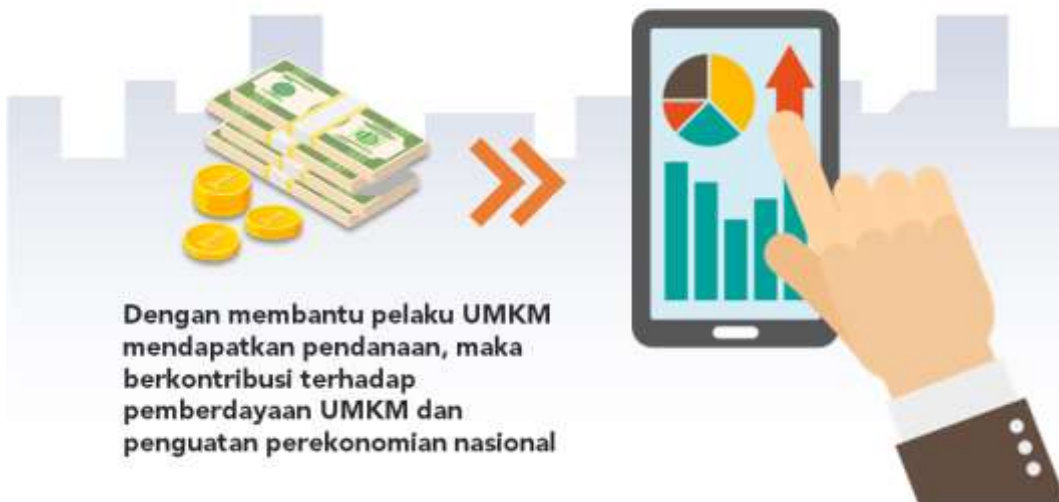 Dengan membantu pelaku UMKM
mendapatkan pendanaan, maka
berkontribusi terhadap
pemberdayaan UMKM dan
penguatan perekonomian nasional